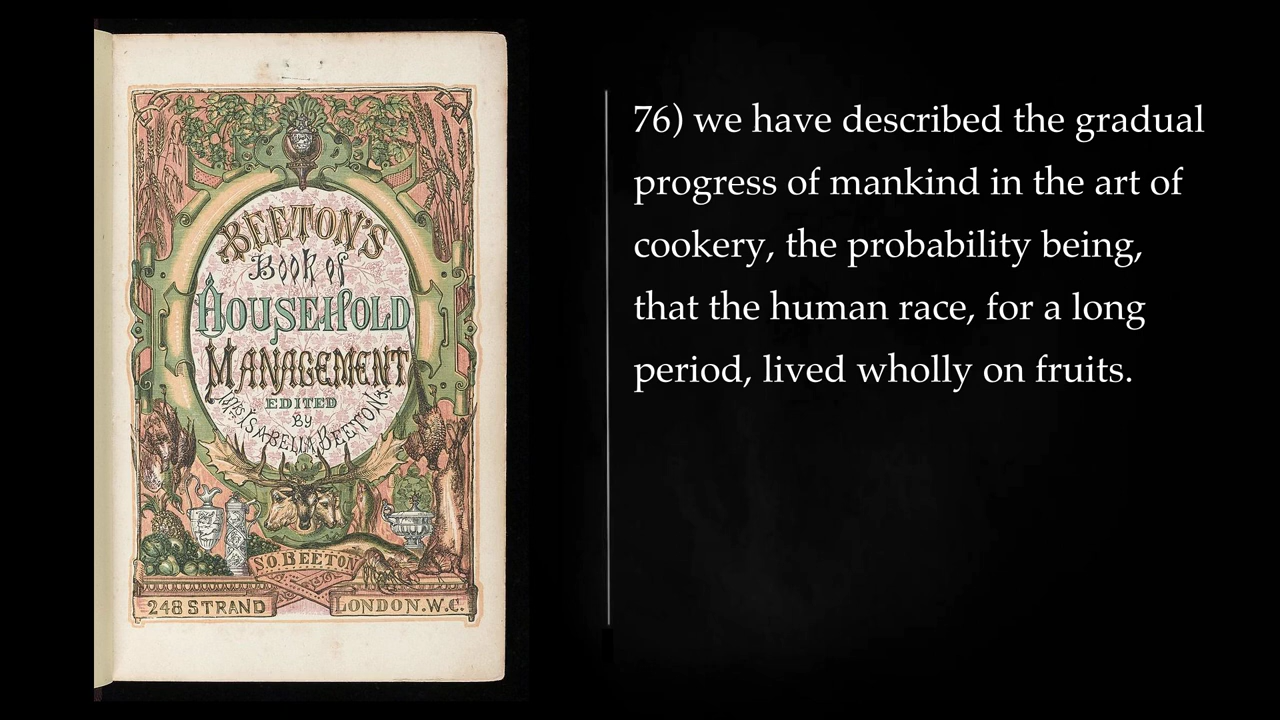 BEETON'S
Book of
HOUSEHOLD
MANAGEMENT
EDITED
BY
MRS ISABELLA BEETON.
S.O. BEETON
248 STRAND
LONDON. W.C.
76) we have described the gradual
progress of mankind in the art of
cookery, the probability being,
that the human race, for a long
period, lived wholly on fruits.